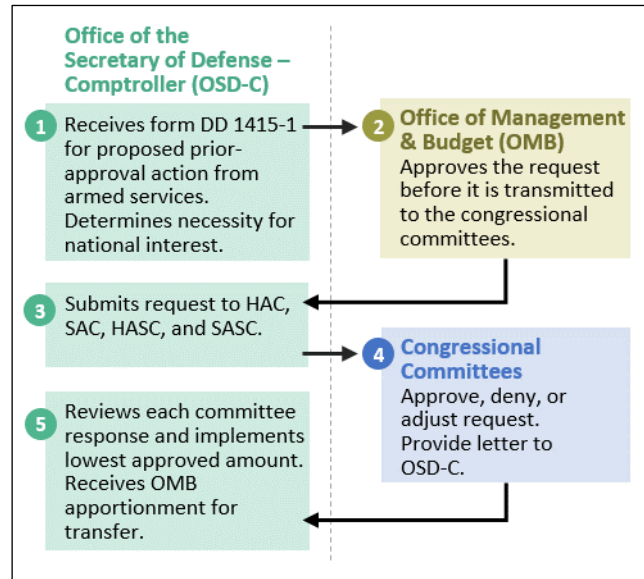 Office of the
Secretary of Defense –
Comptroller (OSD-C)
1
Receives form DD 1415-1
for proposed prior-
approval action from
armed services.
Determines necessity for
national interest.
2
Office of Management
& Budget (OMB)
Approves the request
before it is transmitted
to the congressional
committees.
3
Submits request to HAC,
SAC, HASC, and SASC.
4
Congressional
Committees
Approve, deny, or
adjust request.
Provide letter to
OSD-C.
5
Reviews each committee
response and implements
lowest approved amount.
Receives OMB
apportionment for
transfer.